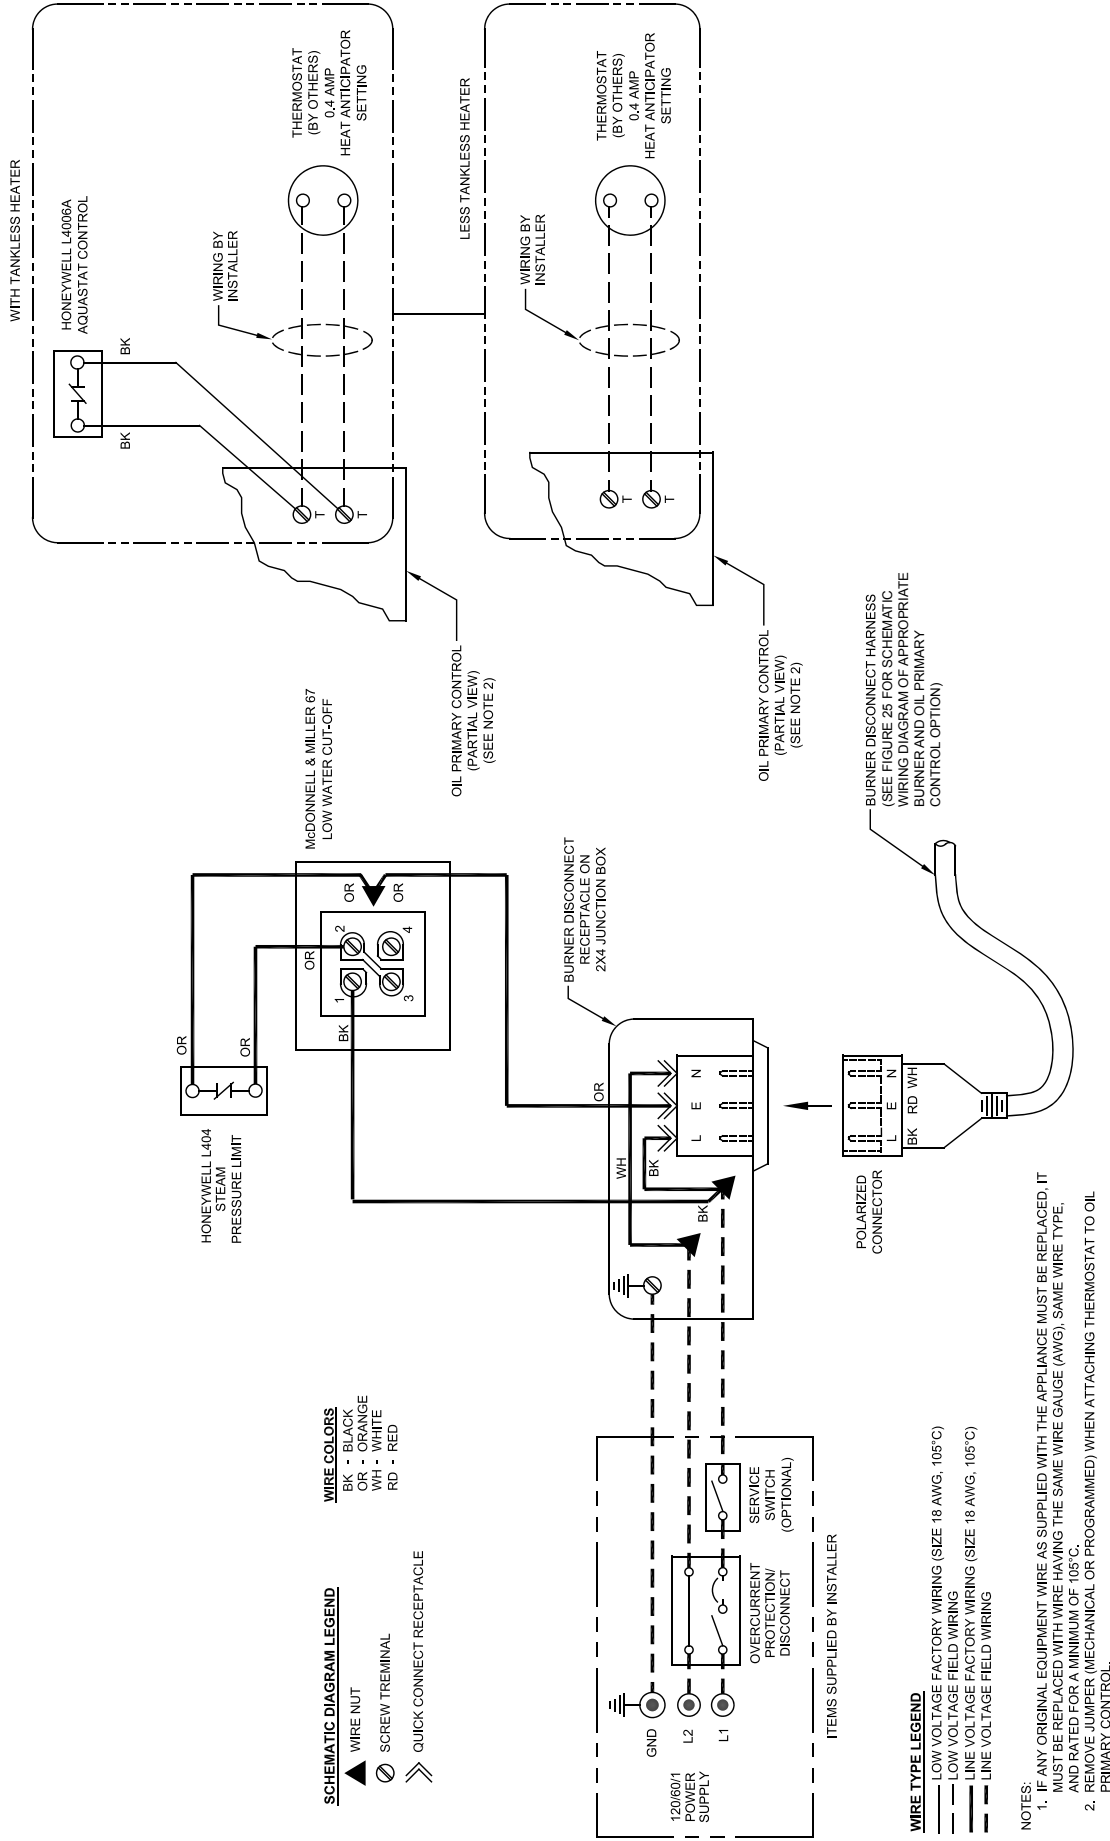 WITH TANKLESS HEATER
HONEYWELL L4006A
AQUASTAT CONTROL
BK
BK
WIRING BY
INSTALLER
THERMOSTAT
(BY OTHERS)
0.4 AMP
HEAT ANTICIPATOR
SETTING
T
T
OIL PRIMARY CONTROL
(PARTIAL VIEW)
(SEE NOTE 2)
LESS TANKLESS HEATER
WIRING BY
INSTALLER
THERMOSTAT
(BY OTHERS)
0.4 AMP
HEAT ANTICIPATOR
SETTING
T
T
OIL PRIMARY CONTROL
(PARTIAL VIEW)
(SEE NOTE 2)
HONEYWELL L404
STEAM
PRESSURE LIMIT
OR
OR
McDONNELL & MILLER 67
LOW WATER CUT-OFF
OR
OR
OR
BK
1
2
3
4
BURNER DISCONNECT
RECEPTACLE ON
2X4 JUNCTION BOX
OR
WH
BK
BK
L
E
N
POLARIZED
CONNECTOR
L
E
N
BK
RD
WH
BURNER DISCONNECT HARNESS
(SEE FIGURE 25 FOR SCHEMATIC
WIRING DIAGRAM OF APPROPRIATE
BURNER AND OIL PRIMARY
CONTROL OPTION)
WIRE COLORS
BK - BLACK
OR - ORANGE
WH - WHITE
RD - RED
SCHEMATIC DIAGRAM LEGEND
WIRE NUT
SCREW TREMINAL
QUICK CONNECT RECEPTACLE
120/60/1
POWER
SUPPLY
GND
L2
L1
OVERCURRENT
PROTECTION/
DISCONNECT
SERVICE
SWITCH
(OPTIONAL)
ITEMS SUPPLIED BY INSTALLER
WIRE TYPE LEGEND
LOW VOLTAGE FACTORY WIRING (SIZE 18 AWG, 105°C)
LOW VOLTAGE FIELD WIRING
LINE VOLTAGE FACTORY WIRING (SIZE 18 AWG, 105°C)
LINE VOLTAGE FIELD WIRING
NOTES:
1. IF ANY ORIGINAL EQUIPMENT WIRE AS SUPPLIED WITH THE APPLIANCE MUST BE REPLACED, IT
MUST BE REPLACED WITH WIRE HAVING THE SAME WIRE GAUGE (AWG), SAME WIRE TYPE,
AND RATED FOR A MINIMUM OF 105°C.
2. REMOVE JUMPER (MECHANICAL OR PROGRAMMED) WHEN ATTACHING THERMOSTAT TO OIL
PRIMARY CONTROL.